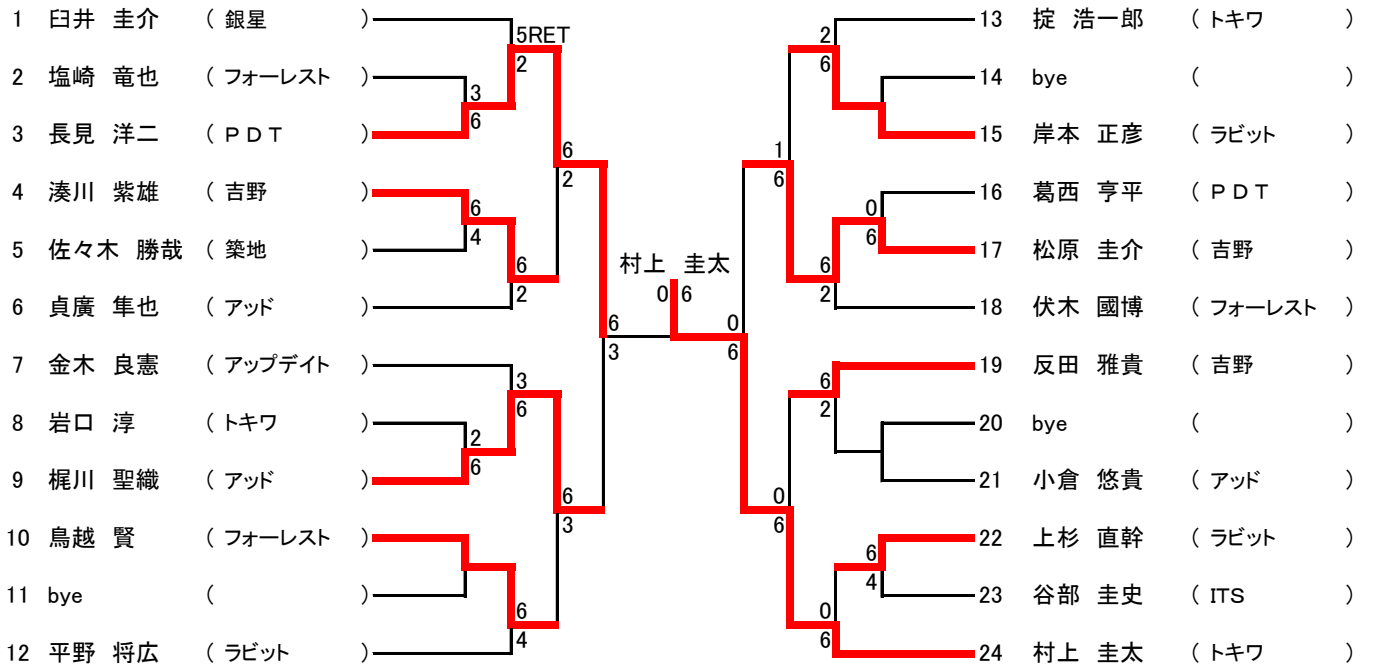 1 臼井 圭介 ( 銀星 )
5RET
2
2 塩崎 竜也 ( フォーレスト )
3
6
3 長見 洋二 ( PDT )
6
2
4 湊川 紫雄 ( 吉野 )
6
4
5 佐々木 勝哉 ( 築地 )
6
2
6 貞廣 隼也 ( アッド )
6
3
7 金木 良憲 ( アップデイト )
3
6
8 岩口 淳 ( トキワ )
2
6
9 梶川 聖織 ( アッド )
6
3
10 鳥越 賢 ( フォーレスト )
11 bye ( )
6
4
12 平野 将広 ( ラビット )
村上 圭太
0 6
13 掟 浩一郎 ( トキワ )
2
6
14 bye ( )
15 岸本 正彦 ( ラビット )
1
6
16 葛西 亨平 ( PDT )
0
6
17 松原 圭介 ( 吉野 )
6
2
18 伏木 國博 ( フォーレスト )
0
6
19 反田 雅貴 ( 吉野 )
6
2
20 bye ( )
21 小倉 悠貴 ( アッド )
0
6
22 上杉 直幹 ( ラビット )
6
4
23 谷部 圭史 ( ITS )
0
6
24 村上 圭太 ( トキワ )